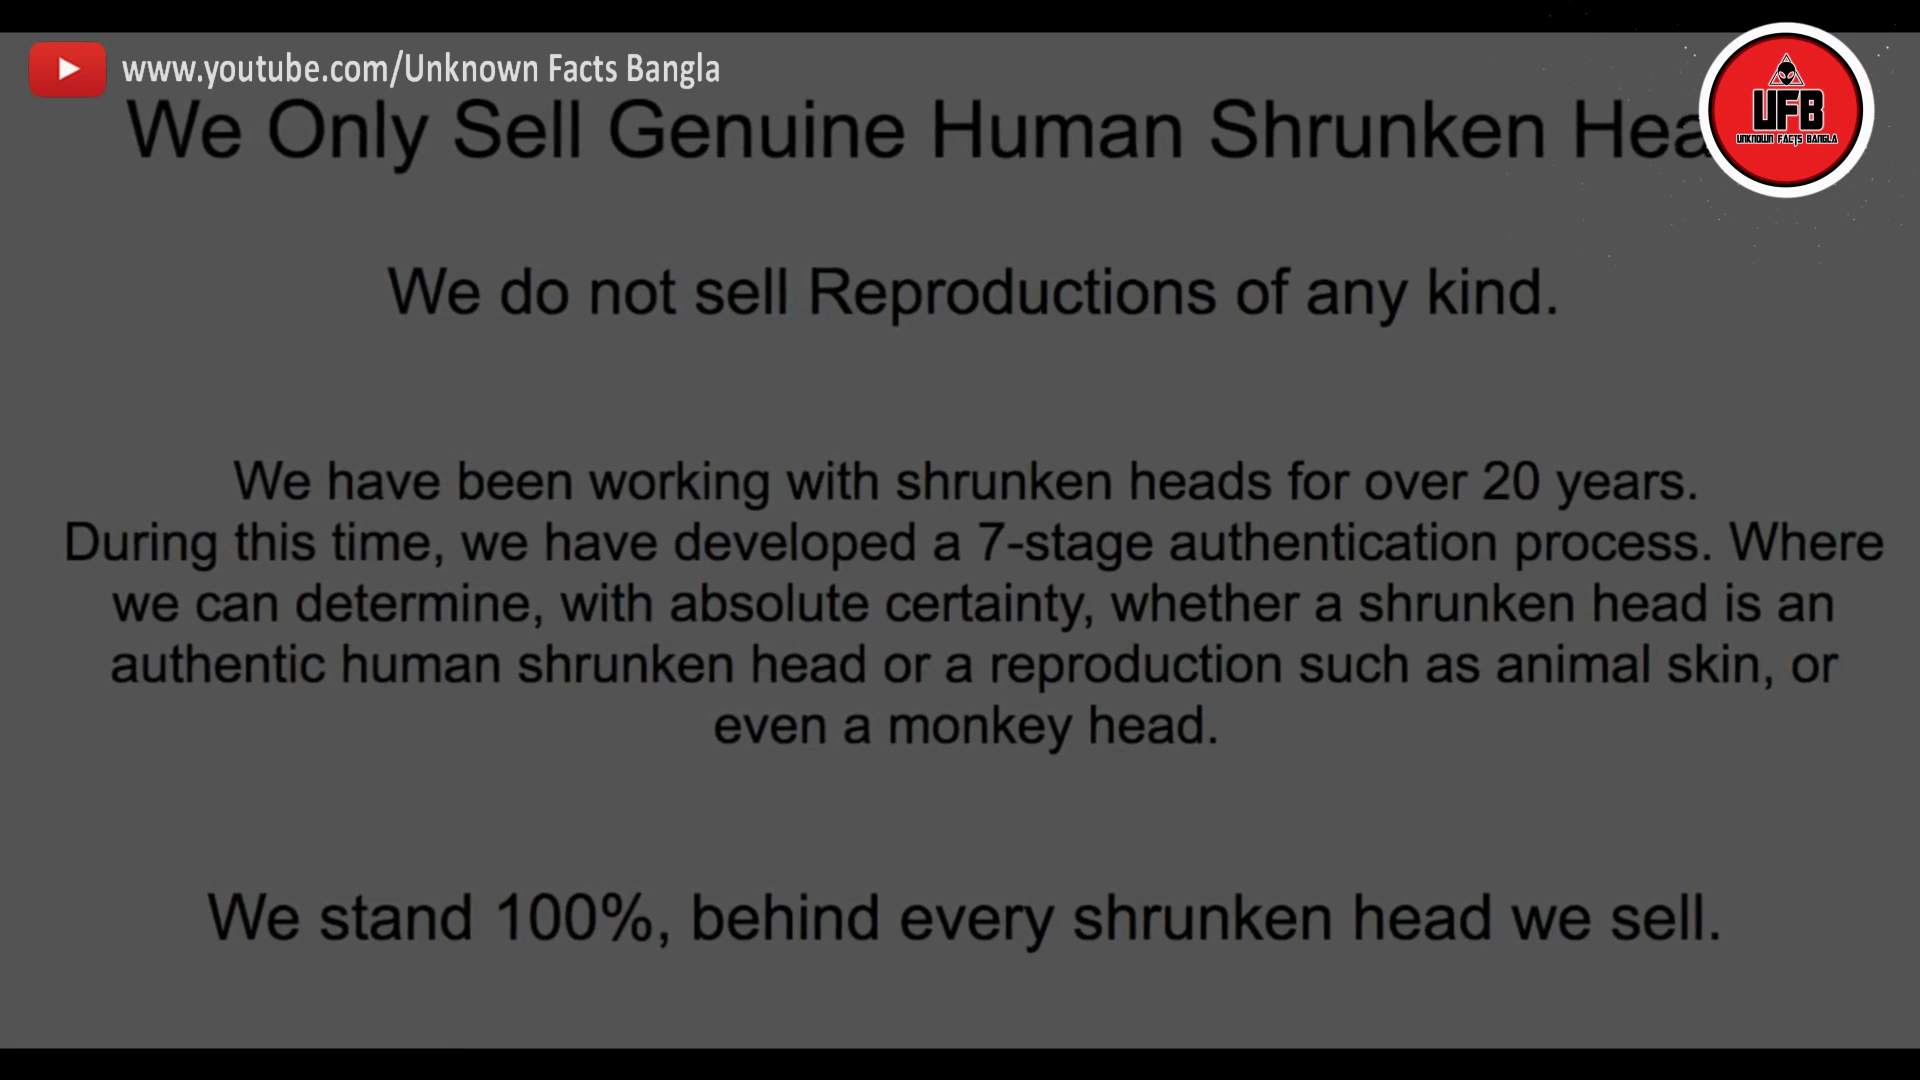 www.youtube.com/Unknown Facts Bangla
We Only Sell Genuine Human Shrunken Hea
UFB
UNKNOWN FACTS BANGLA
We do not sell Reproductions of any kind.
We have been working with shrunken heads for over 20 years.
During this time, we have developed a 7-stage authentication process. Where
we can determine, with absolute certainty, whether a shrunken head is an
authentic human shrunken head or a reproduction such as animal skin, or
even a monkey head.
We stand 100%, behind every shrunken head we sell.